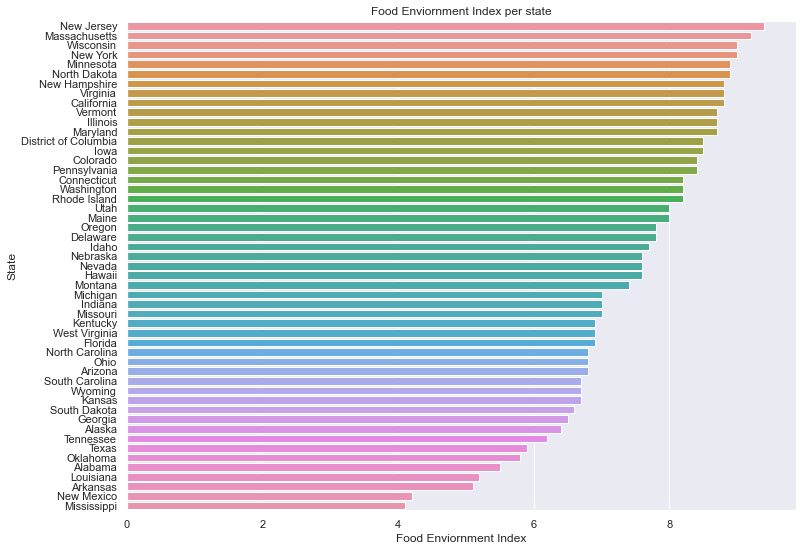 Food Enviornment Index per state
New Jersey
Massachusetts
Wisconsin
New York
Minnesota
North Dakota
New Hampshire
Virginia
California
Vermont
Illinois
Maryland
District of Columbia
Iowa
Colorado
Pennsylvania
Connecticut
Washington
Rhode Island
Utah
Maine
Oregon
Delaware
Idaho
Nebraska
Nevada
Hawaii
Montana
Michigan
Indiana
Missouri
Kentucky
West Virginia
Florida
North Carolina
Ohio
Arizona
South Carolina
Wyoming
Kansas
South Dakota
Georgia
Alaska
Tennessee
Texas
Oklahoma
Alabama
Louisiana
Arkansas
New Mexico
Mississippi
State
0 2 4 6 8
Food Enviornment Index